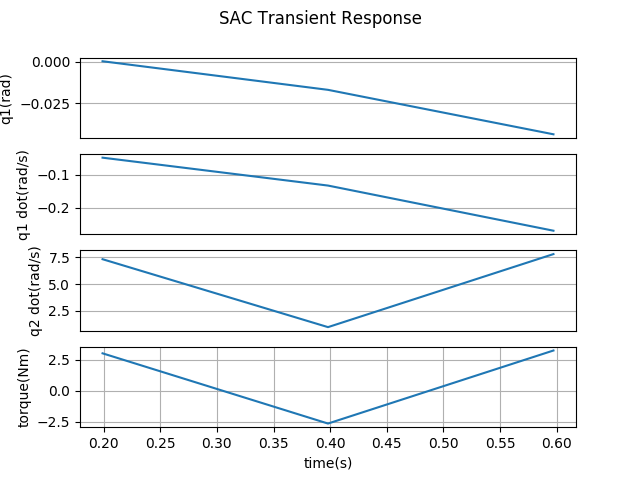 SAC Transient Response
0.000
−0.025
q1(rad)
−0.1
−0.2
q1 dot(rad/s)
7.5
5.0
2.5
q2 dot(rad/s)
2.5
0.0
−2.5
torque(Nm)
0.20 0.25 0.30 0.35 0.40 0.45 0.50 0.55 0.60
time(s)